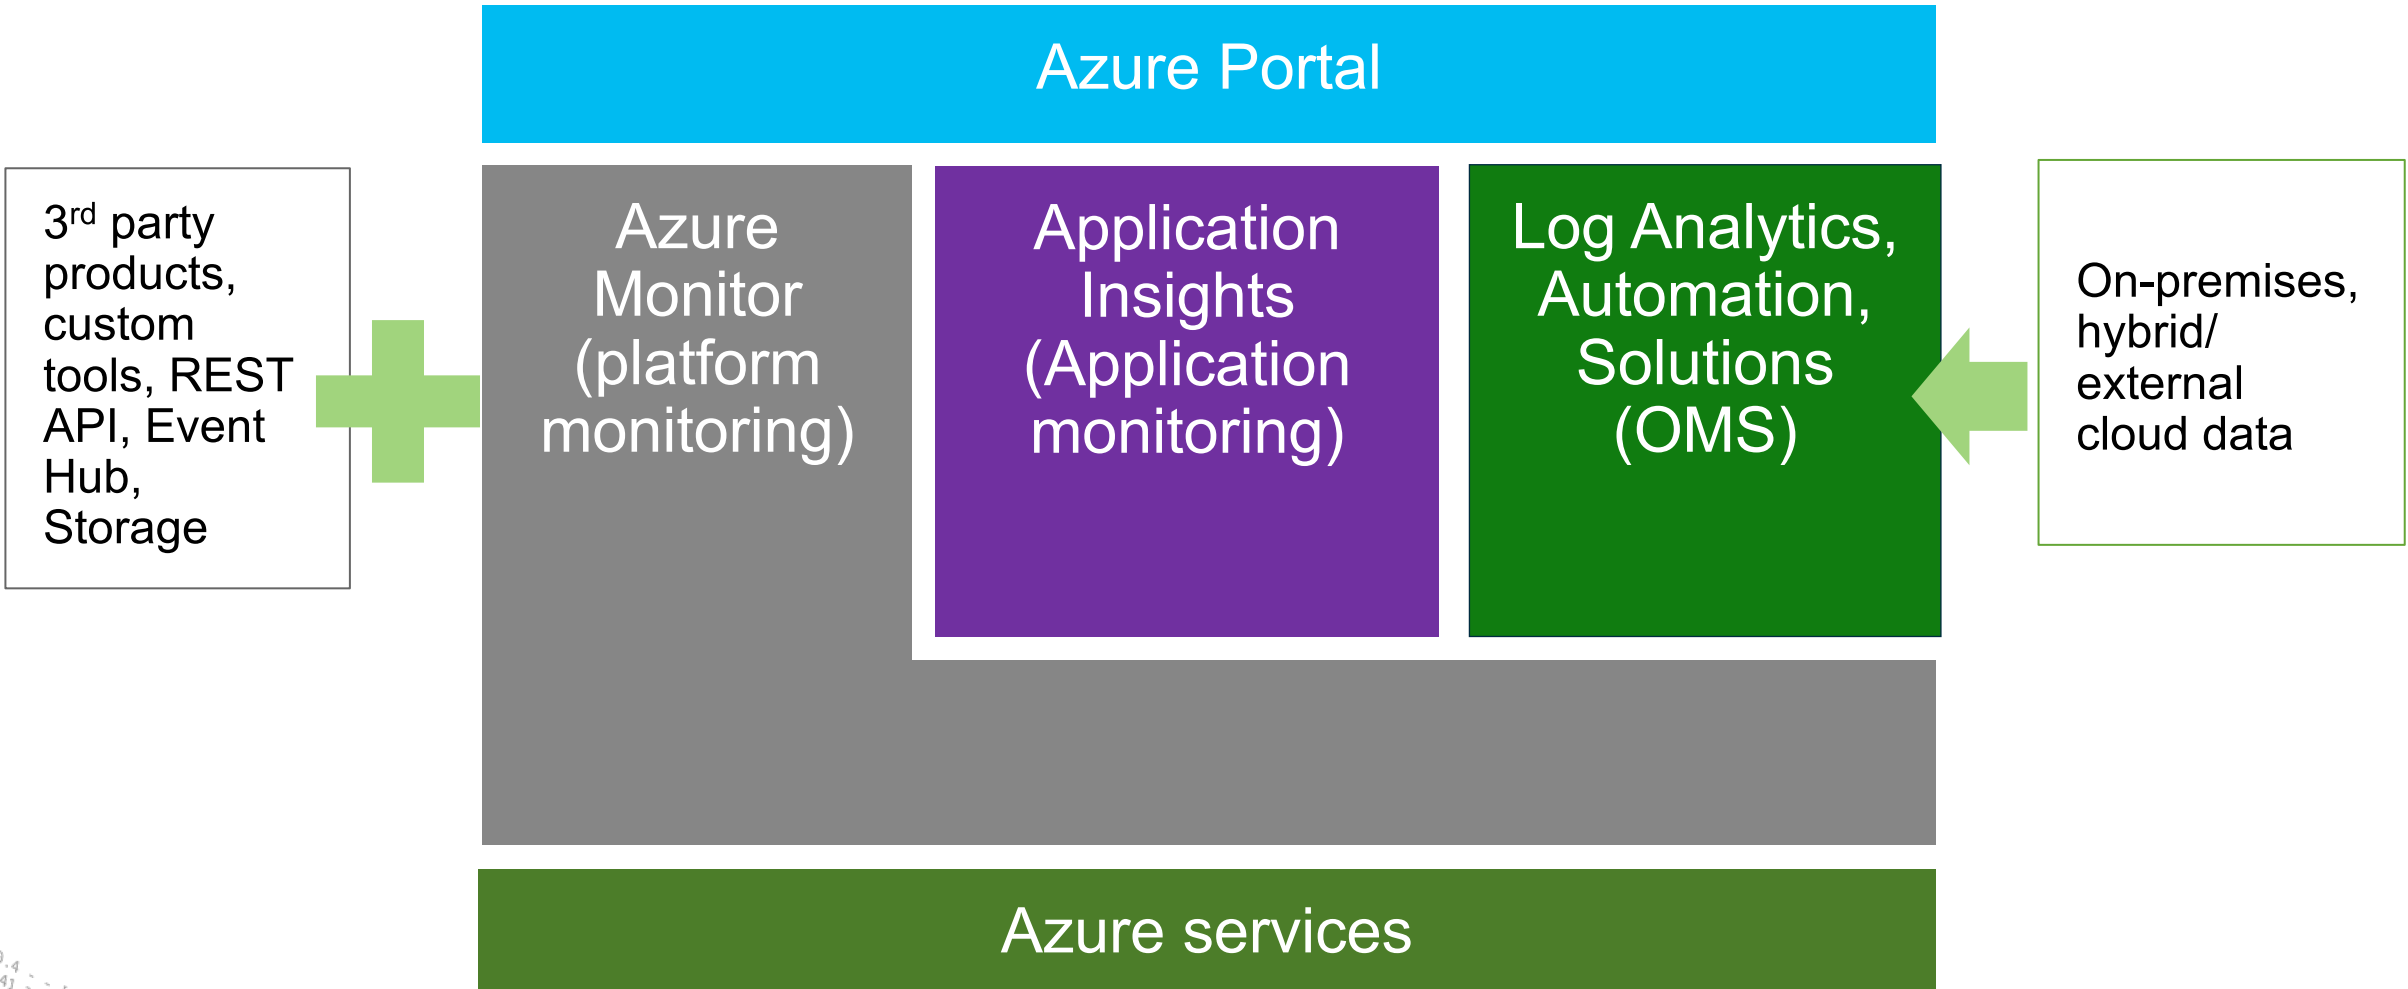 Azure Portal
3rd party
products,
custom
tools, REST
API, Event
Hub,
Storage
Azure
Monitor
(platform
monitoring)
Application
Insights
(Application
monitoring)
Log Analytics,
Automation,
Solutions
(OMS)
On-premises,
hybrid/
external
cloud data
Azure services